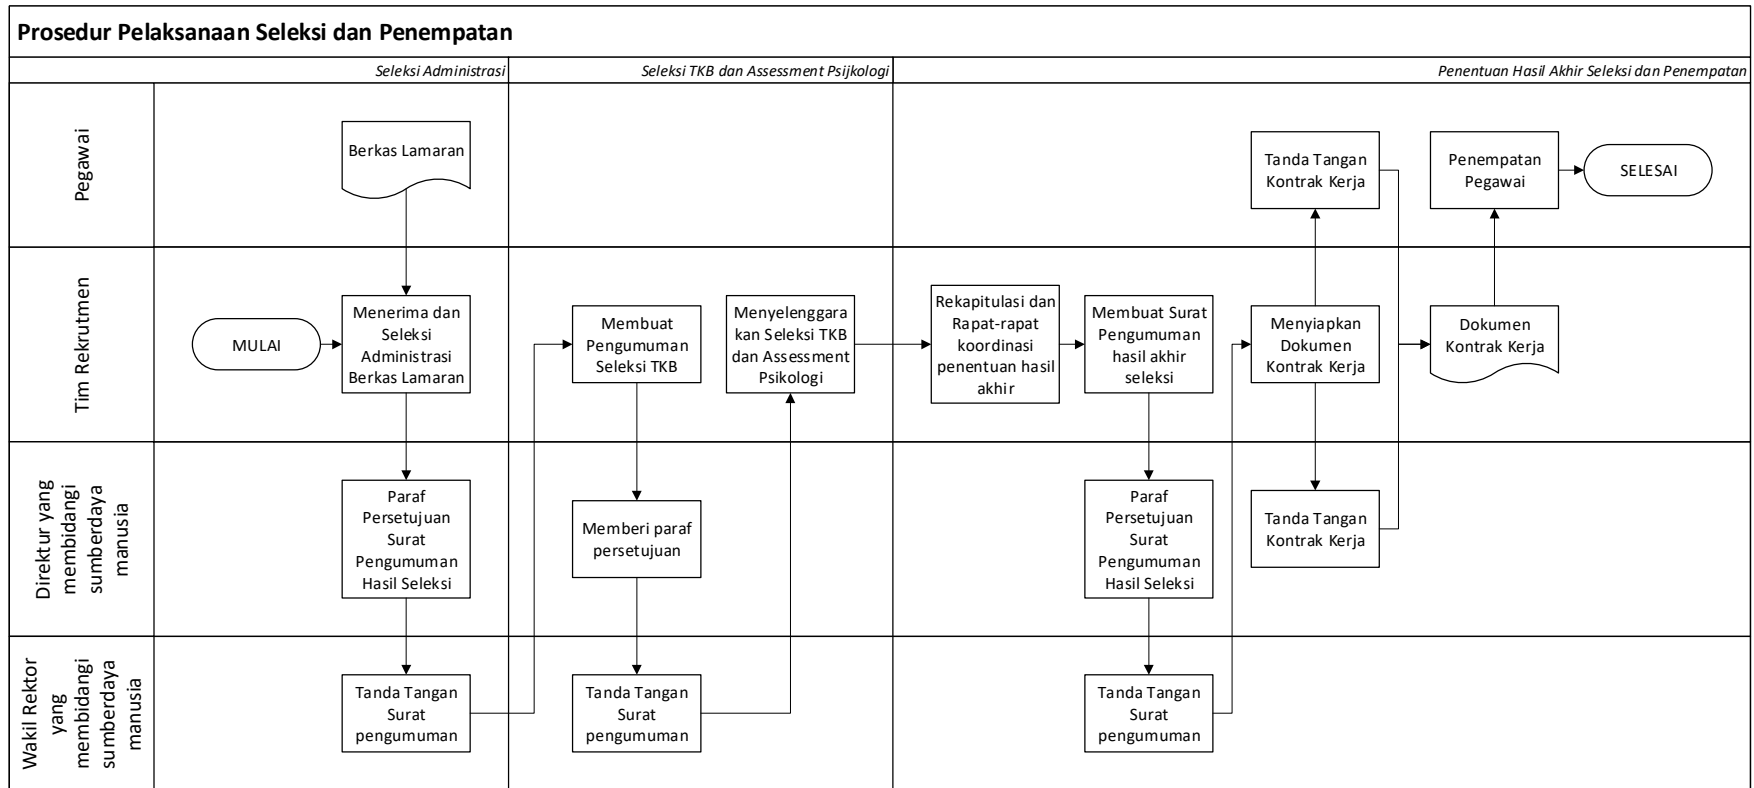 Prosedur Pelaksanaan Seleksi dan Penempatan
Seleksi Administrasi
Seleksi TKB dan Assessment Psijkologi
Penentuan Hasil Akhir Seleksi dan Penempatan
Pegawai
Berkas Lamaran
Tanda Tangan
Kontrak Kerja
Penempatan
Pegawai
SELESAI
Tim Rekrutmen
MULAI
Menerima dan
Seleksi
Administrasi
Berkas Lamaran
Membuat
Pengumuman
Seleksi TKB
Menyelenggara
kan Seleksi TKB
dan Assessment
Psikologi
Rekapitulasi dan
Rapat-rapat
koordinasi
penentuan hasil
akhir
Membuat Surat
Pengumuman
hasil akhir
seleksi
Menyiapkan
Dokumen
Kontrak Kerja
Dokumen
Kontrak Kerja
Direktur yang
membidangi
sumberdaya
manusia
Paraf
Persetujuan
Surat
Pengumuman
Hasil Seleksi
Memberi paraf
persetujuan
Paraf
Persetujuan
Surat
Pengumuman
Hasil Seleksi
Tanda Tangan
Kontrak Kerja
Wakil Rektor
yang
membidangi
sumberdaya
manusia
Tanda Tangan
Surat
pengumuman
Tanda Tangan
Surat
pengumuman
Tanda Tangan
Surat
pengumuman